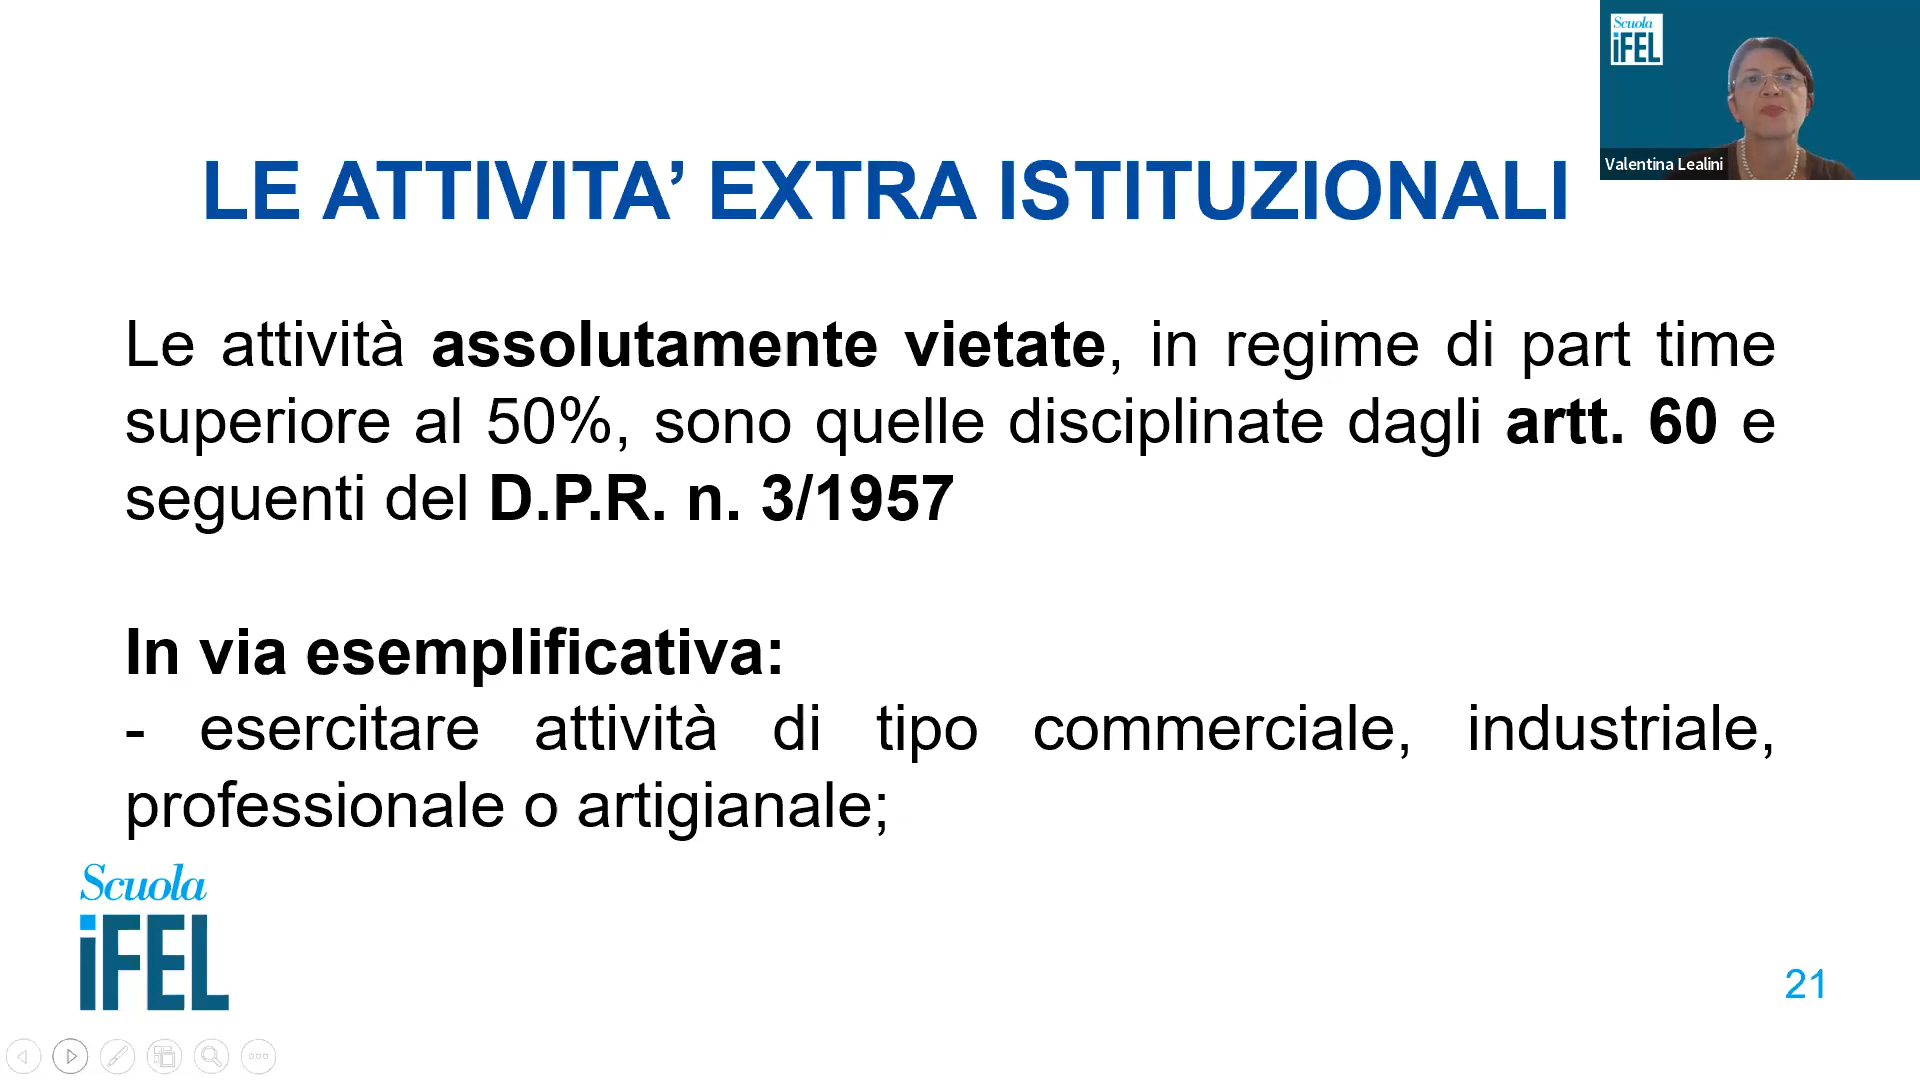 Scuola
iFEL
Valentina Lealini
LE ATTIVITA’ EXTRA ISTITUZIONALI
Le attività assolutamente vietate, in regime di part time
superiore al 50%, sono quelle disciplinate dagli artt. 60 e
seguenti del D.P.R. n. 3/1957
In via esemplificativa:
- esercitare attività di tipo commerciale, industriale,
professionale o artigianale;
Scuola
iFEL
21